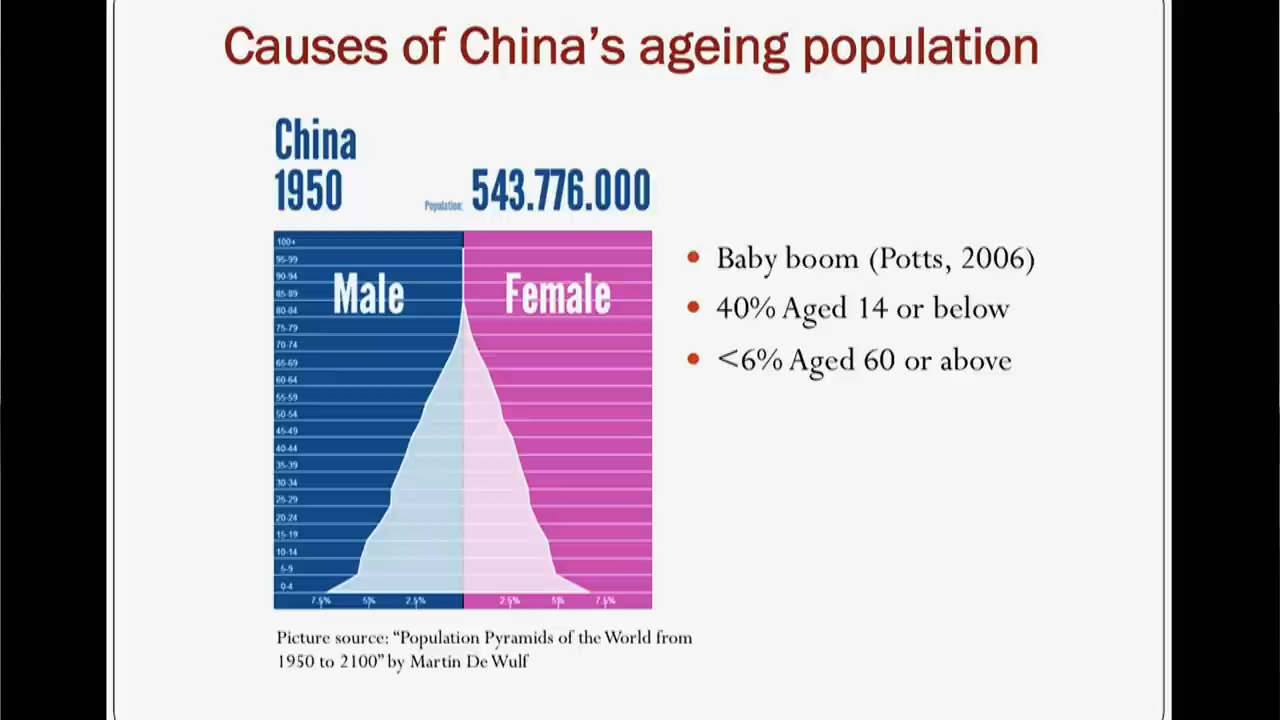 Causes of China's ageing population
China
1950
Population: 543.776.000
100+
95-99
90-94
85-89
80-84
75-79
70-74
65-69
60-64
55-59
50-54
45-49
40-44
35-39
30-34
25-29
20-24
15-19
10-14
5-9
0-4
Male
Female
7.5% 5% 2.5% 2.5% 5% 7.5%
• Baby boom (Potts, 2006)
• 40% Aged 14 or below
• <6% Aged 60 or above
Picture source: “Population Pyramids of the World from
1950 to 2100” by Martin De Wulf